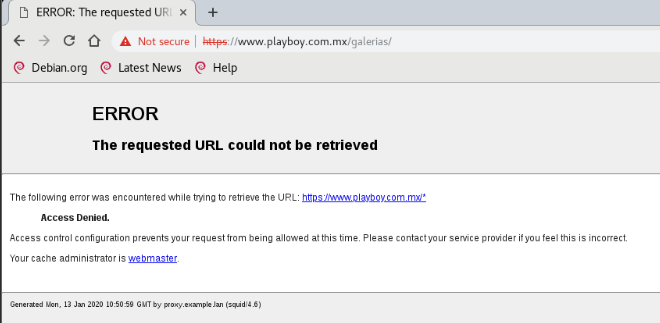 ERROR: The requested URL
Not secure | https://www.playboy.com.mx/galerias/
Debian.org Latest News Help
ERROR
The requested URL could not be retrieved
The following error was encountered while trying to retrieve the URL: https://www.playboy.com.mx/*
Access Denied.
Access control configuration prevents your request from being allowed at this time. Please contact your service provider if you feel this is incorrect.
Your cache administrator is webmaster.
Generated Mon, 13 Jan 2020 10:50:59 GMT by proxy.example.lan (squid/4.6)